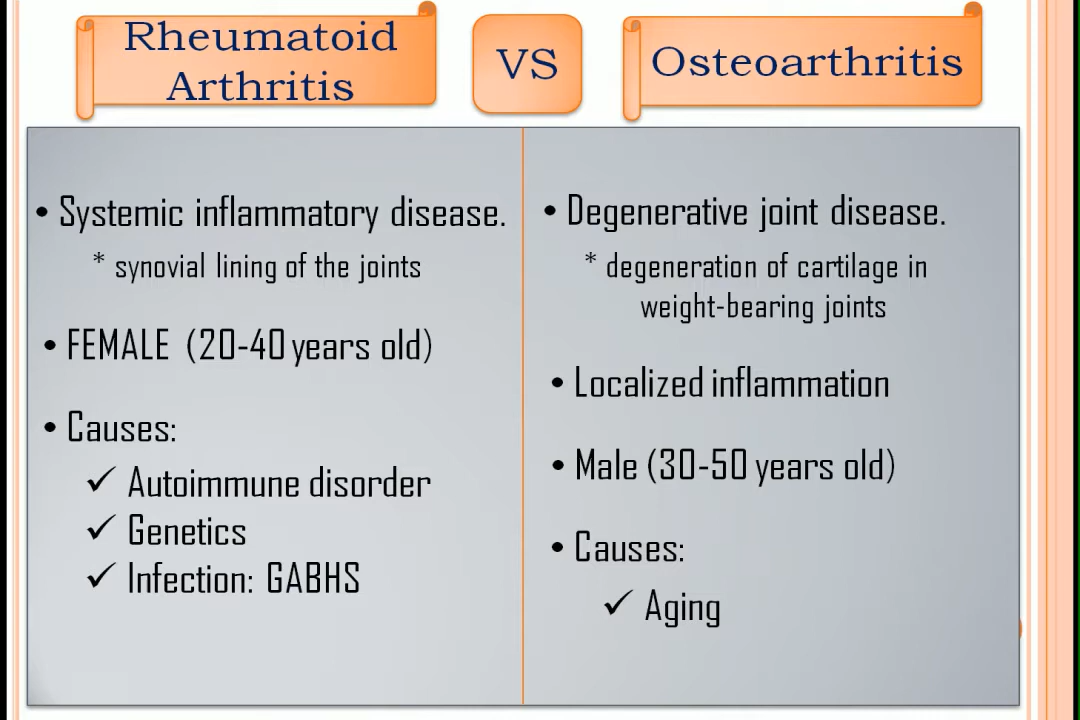 Rheumatoid
Arthritis
VS
Osteoarthritis
• Systemic inflammatory disease.
* synovial lining of the joints
• FEMALE (20-40 years old)
• Causes:
✓ Autoimmune disorder
✓ Genetics
✓ Infection: GABHS
• Degenerative joint disease.
* degeneration of cartilage in
weight-bearing joints
• Localized inflammation
• Male (30-50 years old)
• Causes:
✓ Aging